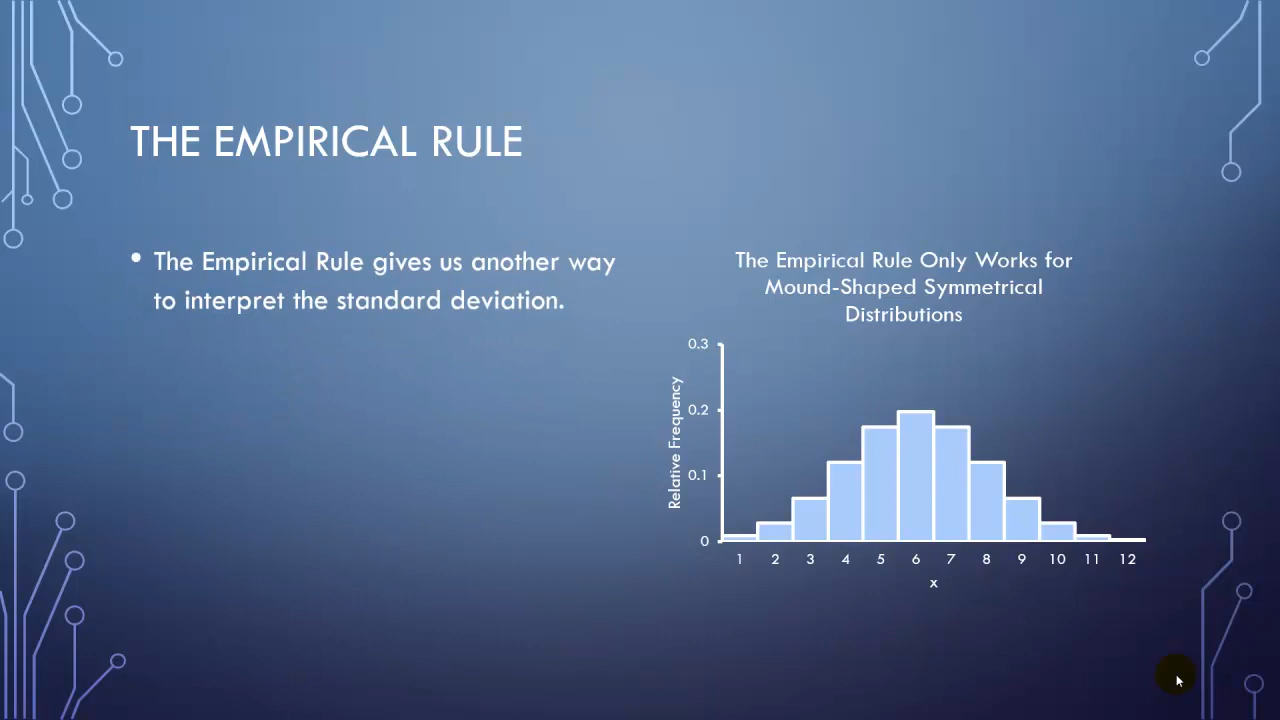 THE EMPIRICAL RULE
• The Empirical Rule gives us another way
to interpret the standard deviation.
The Empirical Rule Only Works for
Mound-Shaped Symmetrical
Distributions
Relative Frequency
0.3
0.2
0.1
0
1 2 3 4 5 6 7 8 9 10 11 12
x